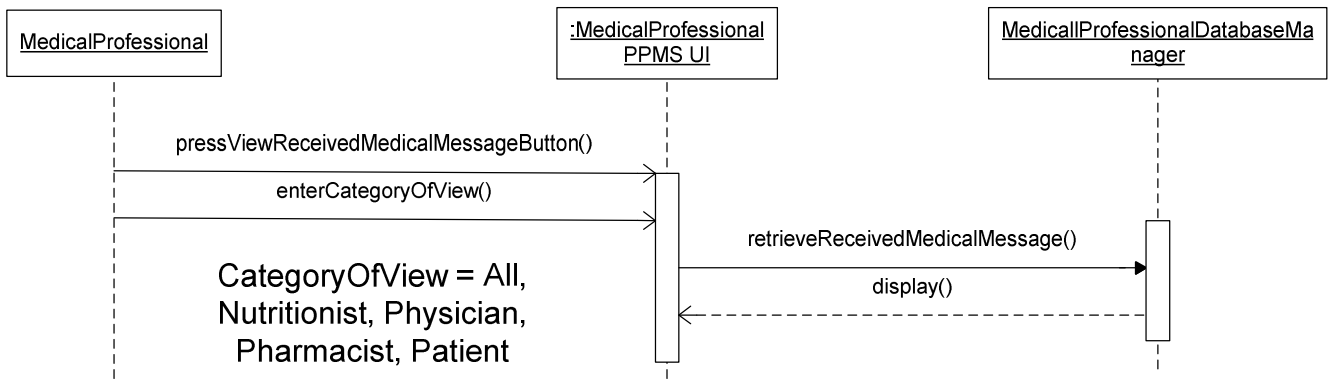 MedicalProfessional
:MedicalProfessional
PPMS UI
MedicallProfessionalDatabaseMa
nager
pressViewReceivedMedicalMessageButton()
enterCategoryOfView()
retrieveReceivedMedicalMessage()
display()
CategoryOfView = All,
Nutritionist, Physician,
Pharmacist, Patient